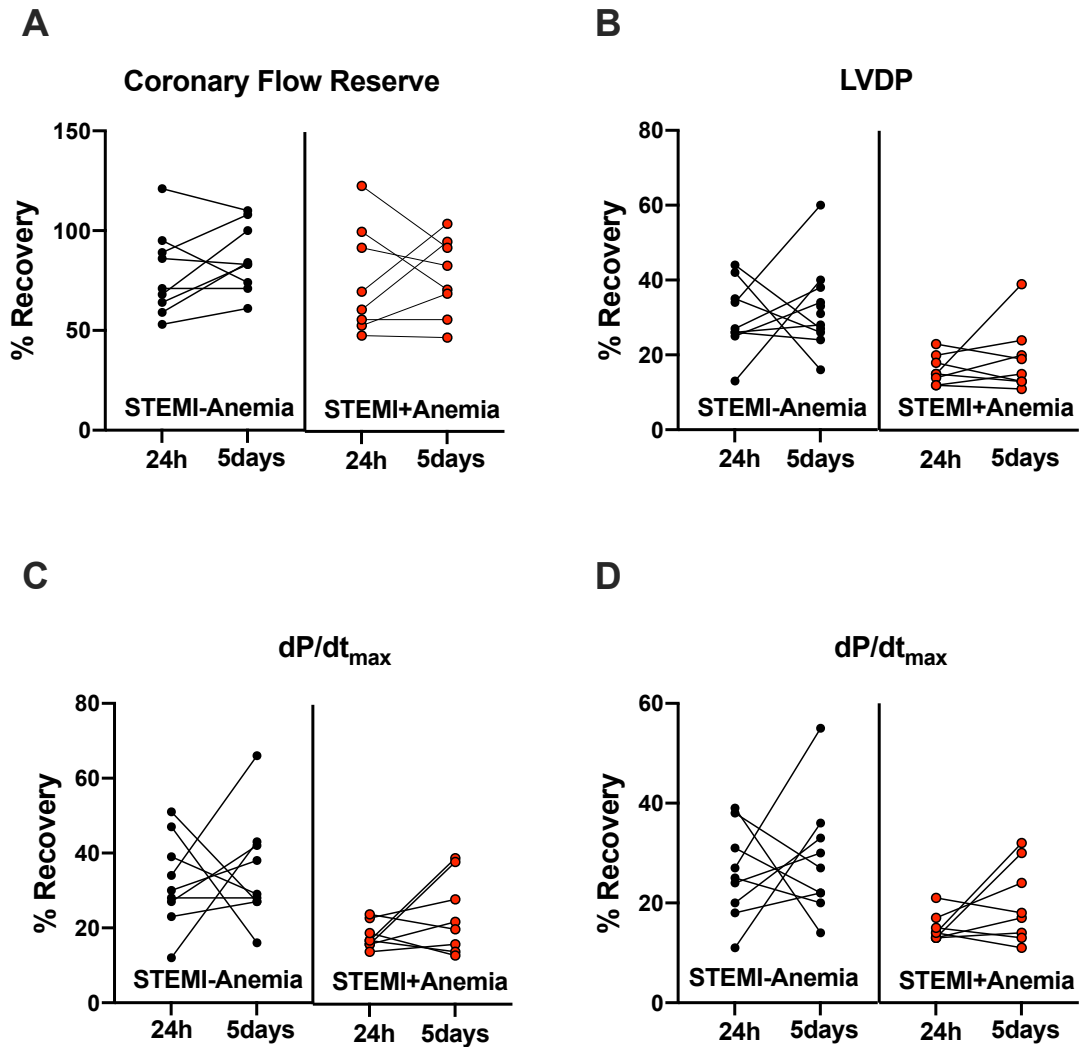 A
Coronary Flow Reserve
% Recovery
150
100
50
0
STEMI-Anemia
STEMI+Anemia
24h
5days
24h
5days
B
LVDP
% Recovery
80
60
40
20
0
STEMI-Anemia
STEMI+Anemia
24h
5days
24h
5days
C
dP/dtmax
% Recovery
80
60
40
20
0
STEMI-Anemia
STEMI+Anemia
24h
5days
24h
5days
D
dP/dtmax
% Recovery
60
40
20
0
STEMI-Anemia
STEMI+Anemia
24h
5days
24h
5days